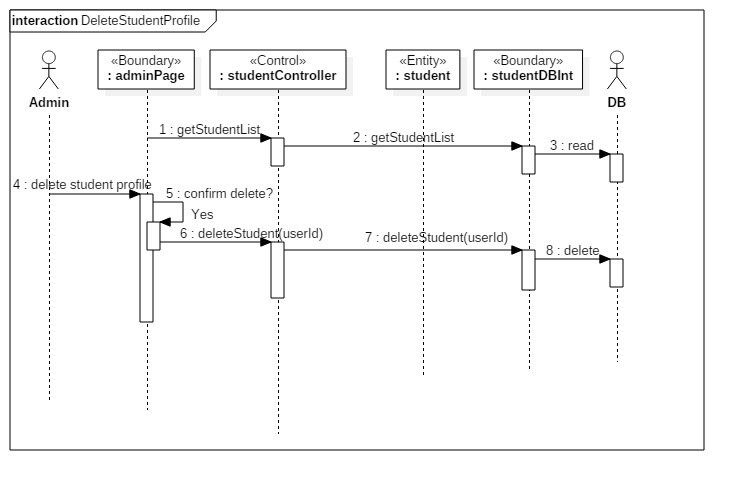 interaction DeleteStudentProfile
«Boundary»
: adminPage
«Control»
: studentController
«Entity»
: student
«Boundary»
: studentDBInt
Admin
DB
1 : getStudentList
2 : getStudentList
3 : read
4 : delete student profile
5 : confirm delete?
Yes
6 : deleteStudent(userId)
7 : deleteStudent(userId)
8 : delete